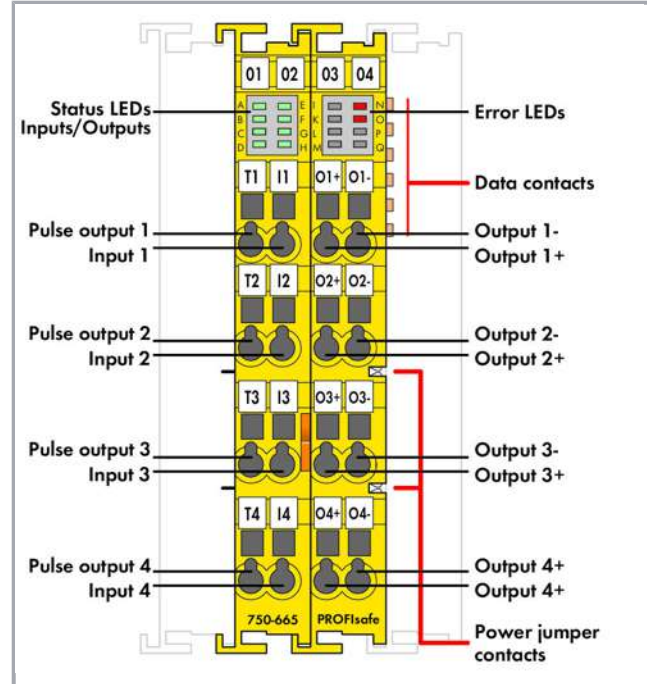 01 02 03 04
Status LEDs
Inputs/Outputs
A E I N
B F K O
C G L P
D H M Q
Error LEDs
T1 I1 O1+ O1-
Data contacts
Pulse output 1
Input 1
Output 1-
Output 1+
T2 I2 O2+ O2-
Pulse output 2
Input 2
Output 2-
Output 2+
T3 I3 O3+ O3-
Pulse output 3
Input 3
Output 3-
Output 3+
T4 I4 O4+ O4-
Pulse output 4
Input 4
Output 4+
Output 4+
750-665 PROFIsafe
Power jumper
contacts